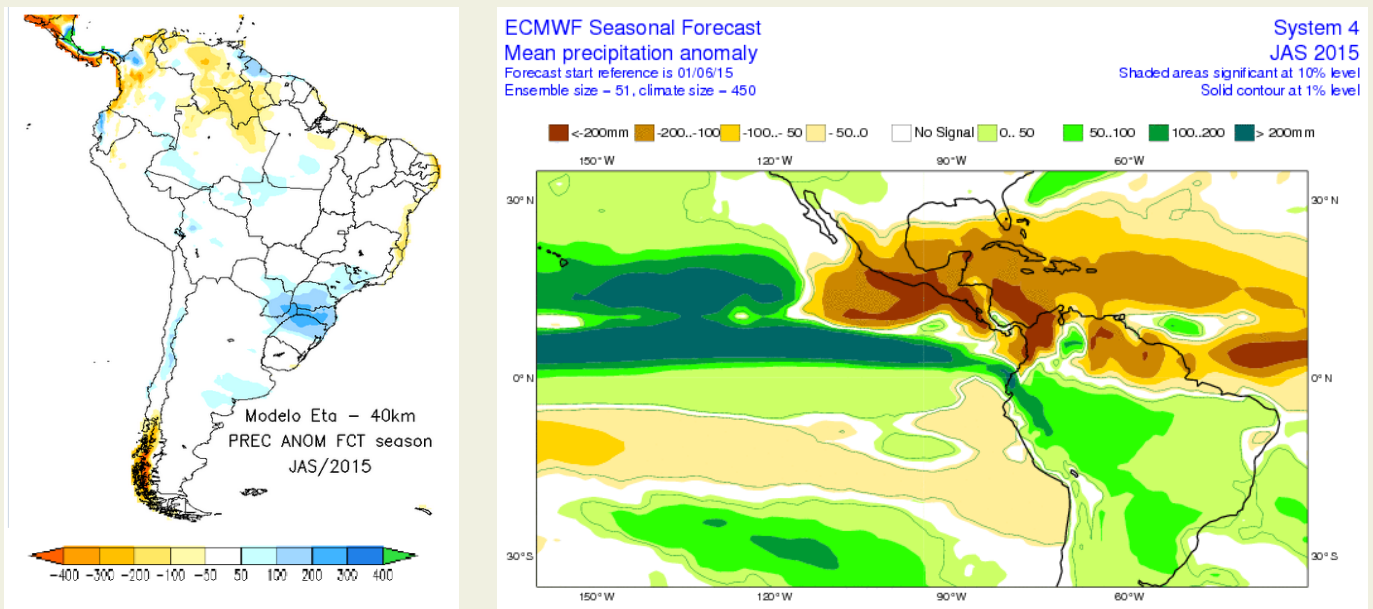 Modelo Eta – 40km
PREC ANOM FCT season
JAS/2015
−400 −300 −200 −100 −50 50 100 200 300 400
ECMWF Seasonal Forecast
Mean precipitation anomaly
Forecast start reference is 01/06/15
Ensemble size = 51, climate size = 450
System 4
JAS 2015
Shaded areas significant at 10% level
Solid contour at 1% level
<-200mm -200..-100 -100..- 50 - 50..0 No Signal 0.. 50 50..100 100..200 > 200mm
150°W 120°W 90°W 60°W
30°N 30°N
0°N 0°N
30°S 30°S
150°W 120°W 90°W 60°W